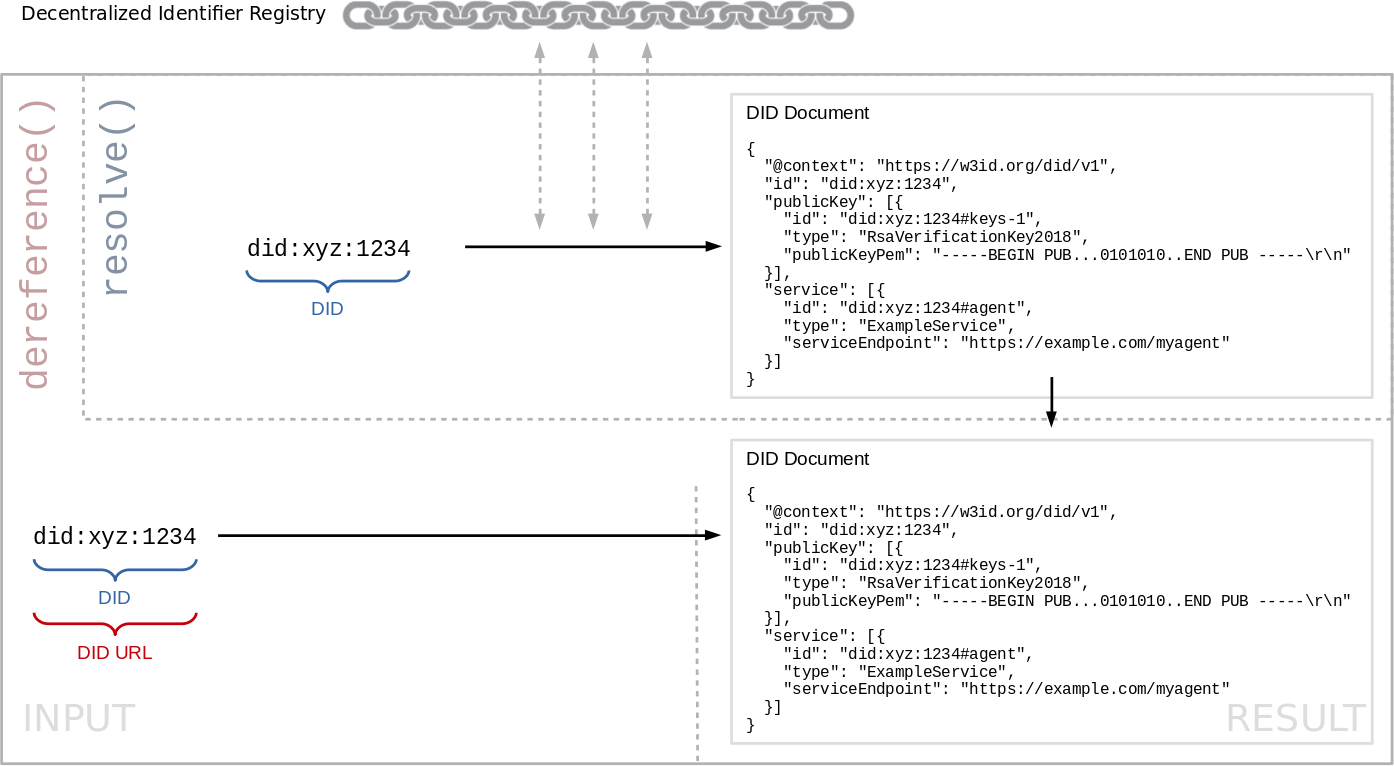 Decentralized Identifier Registry
dereference()
resolve()
did:xyz:1234
DID
DID Document
{
  "@context": "https://w3id.org/did/v1",
  "id": "did:xyz:1234",
  "publicKey": [{
    "id": "did:xyz:1234#keys-1",
    "type": "RsaVerificationKey2018",
    "publicKeyPem": "-----BEGIN PUB...0101010..END PUB -----\r\n"
  }],
  "service": [{
    "id": "did:xyz:1234#agent",
    "type": "ExampleService",
    "serviceEndpoint": "https://example.com/myagent"
  }]
}
did:xyz:1234
DID
DID URL
INPUT
DID Document
{
  "@context": "https://w3id.org/did/v1",
  "id": "did:xyz:1234",
  "publicKey": [{
    "id": "did:xyz:1234#keys-1",
    "type": "RsaVerificationKey2018",
    "publicKeyPem": "-----BEGIN PUB...0101010..END PUB -----\r\n"
  }],
  "service": [{
    "id": "did:xyz:1234#agent",
    "type": "ExampleService",
    "serviceEndpoint": "https://example.com/myagent"
  }]
}
RESULT